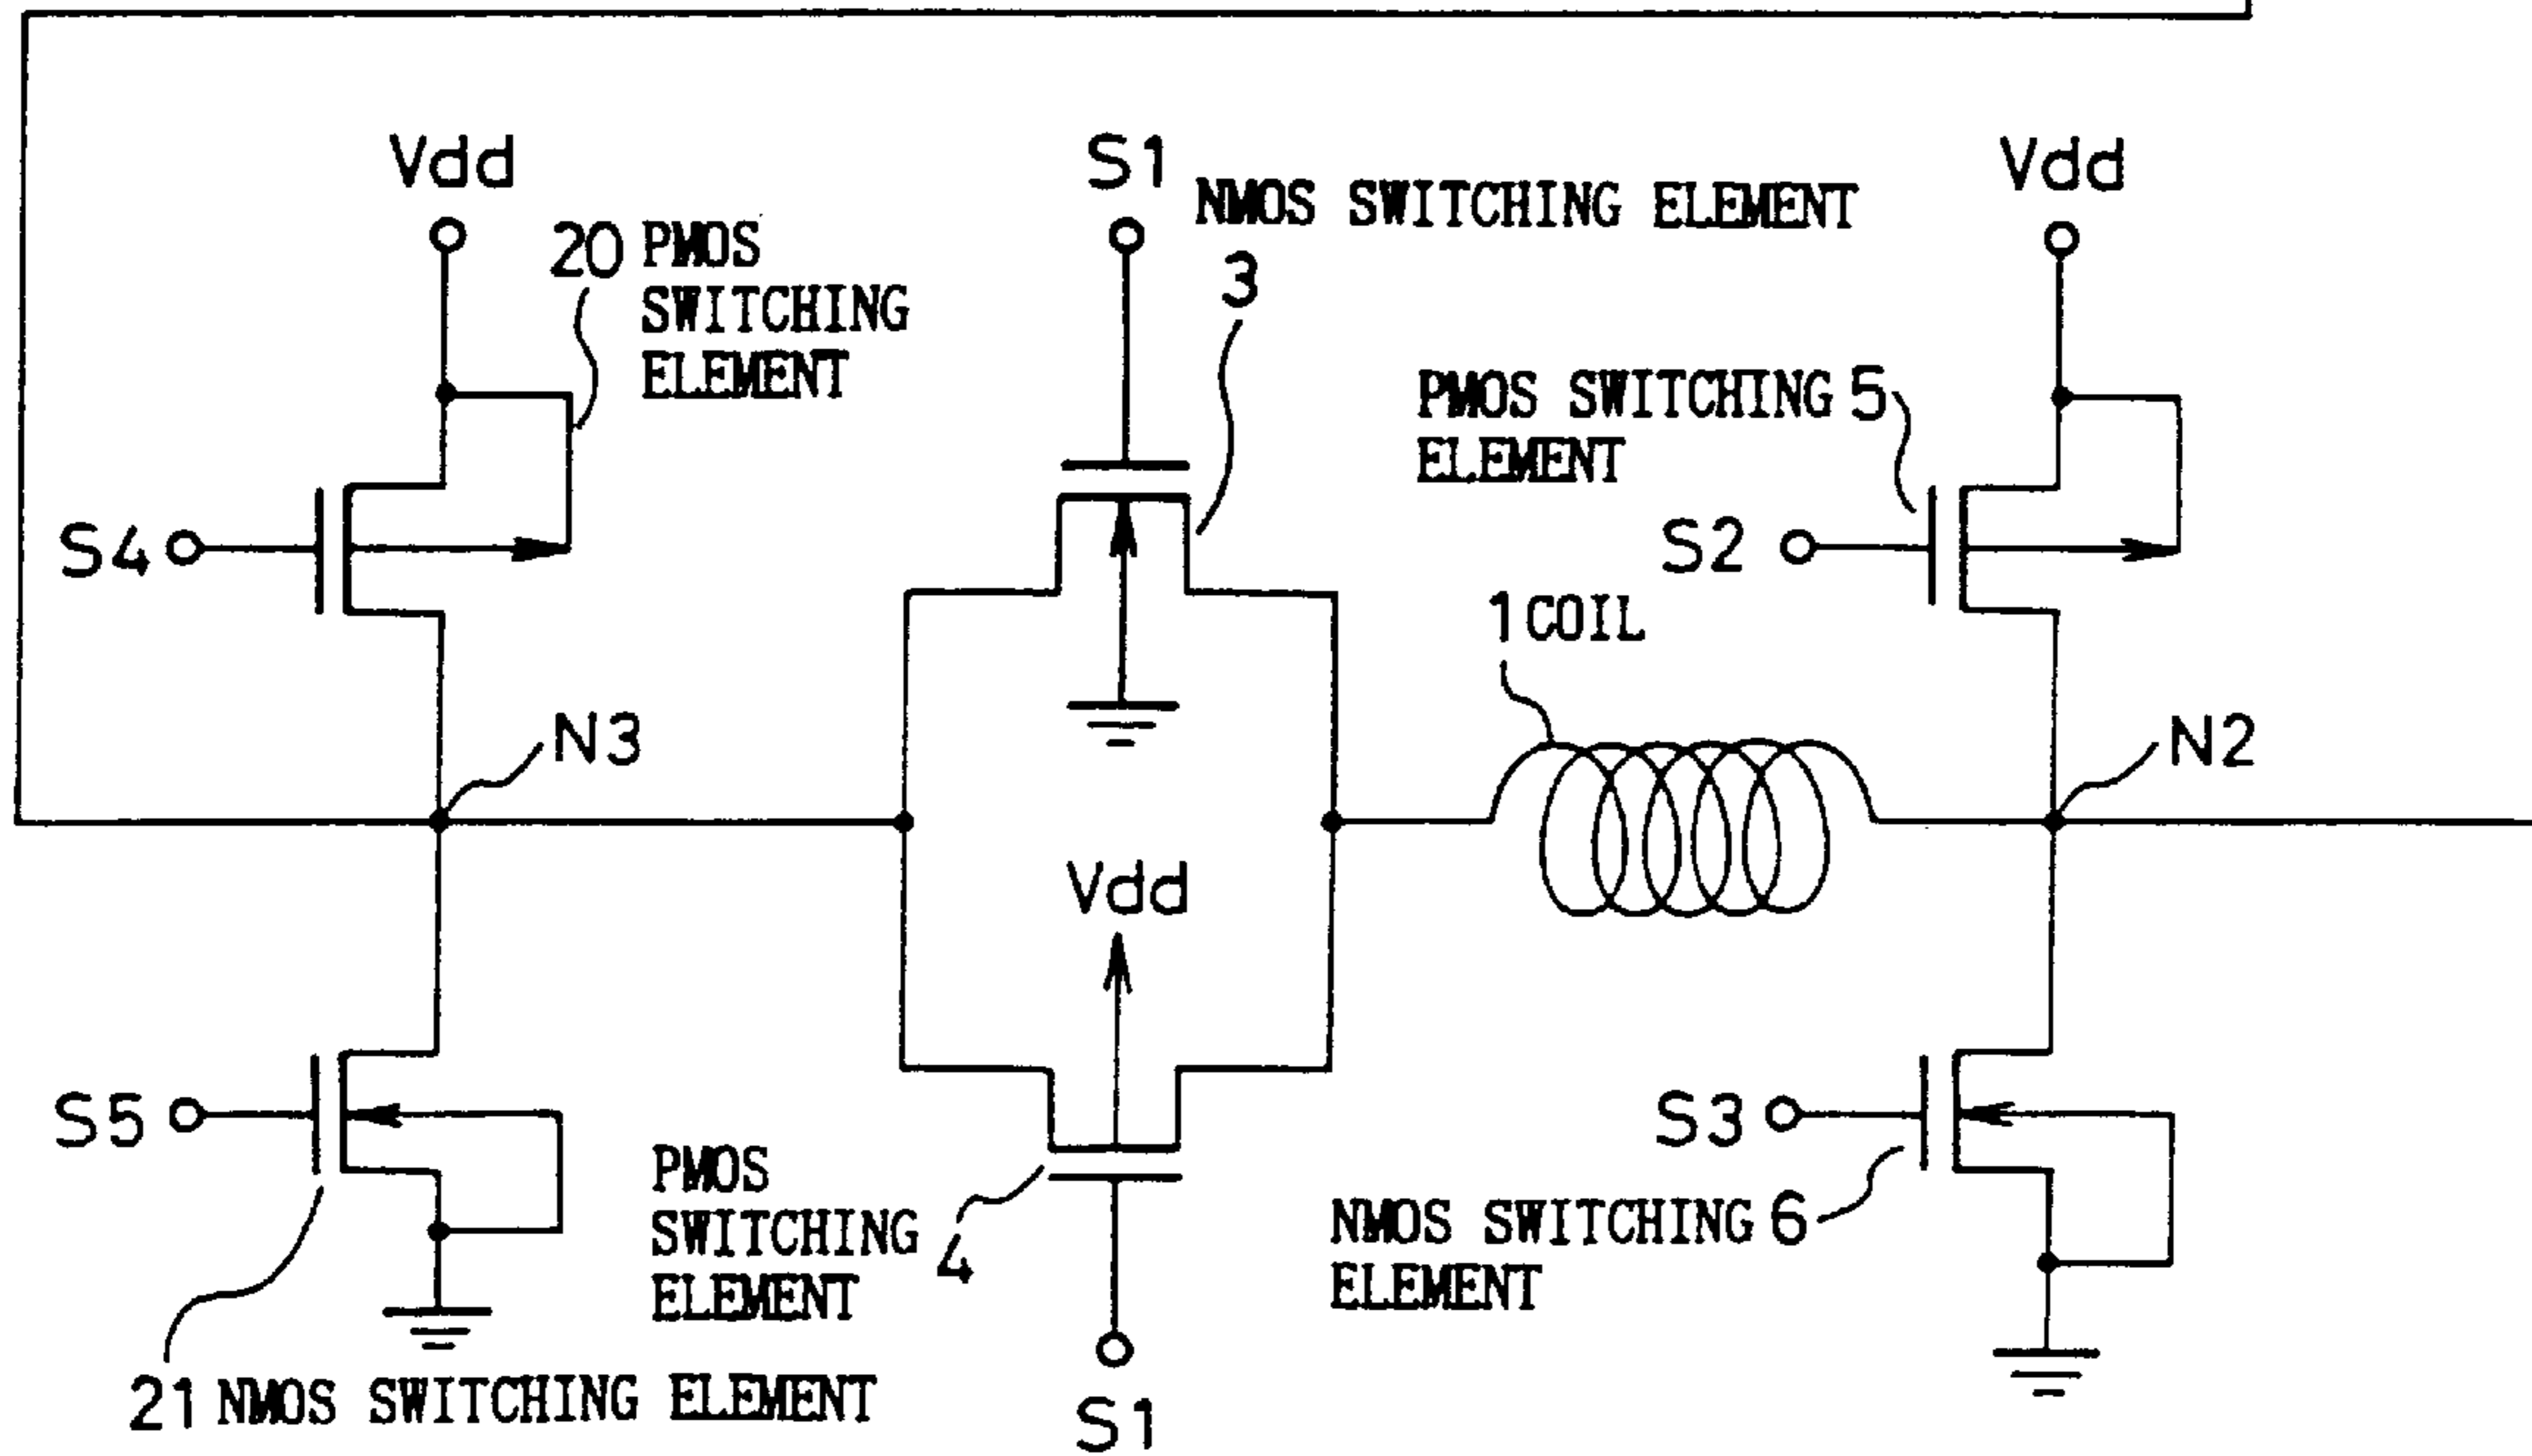 Vdd
S1
Vdd
NMOS SWITCHING ELEMENT
3
20 PMOS
SWITCHING
ELEMENT
PMOS SWITCHING 5
ELEMENT
S4
S2
1 COIL
N3
N2
Vdd
S5
S3
PMOS
SWITCHING
ELEMENT
4
NMOS SWITCHING 6
ELEMENT
21 NMOS SWITCHING ELEMENT
S1